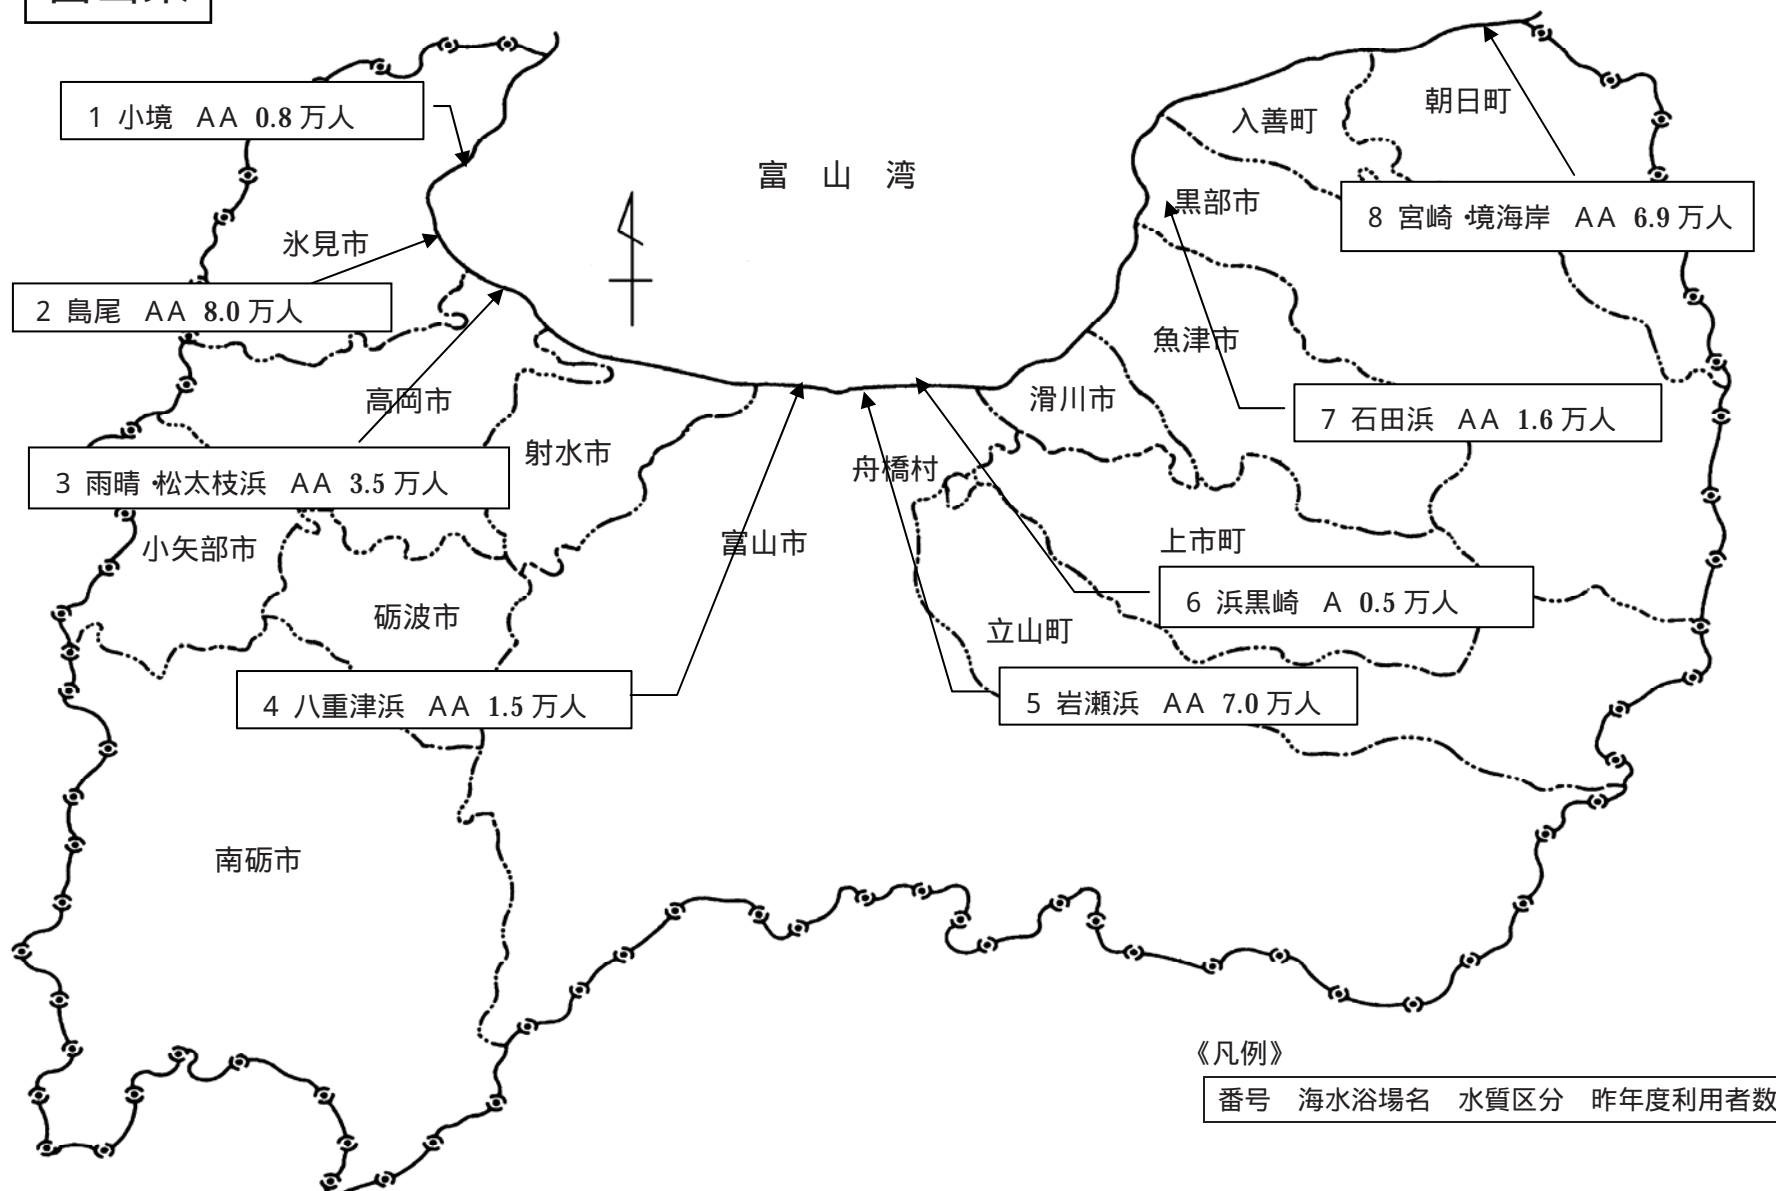 富山県
1 小境 AA 0.8 万人
富 山 湾
朝日町
入善町
黒部市
8 宮崎・境海岸 AA 6.9 万人
氷見市
2 島尾 AA 8.0 万人
魚津市
高岡市
滑川市
7 石田浜 AA 1.6 万人
射水市
舟橋村
3 雨晴・松太枝浜 AA 3.5 万人
小矢部市
富山市
上市町
砺波市
6 浜黒崎 A 0.5 万人
立山町
4 八重津浜 AA 1.5 万人
5 岩瀬浜 AA 7.0 万人
南砺市
《凡例》
番号 海水浴場名 水質区分 昨年度利用者数